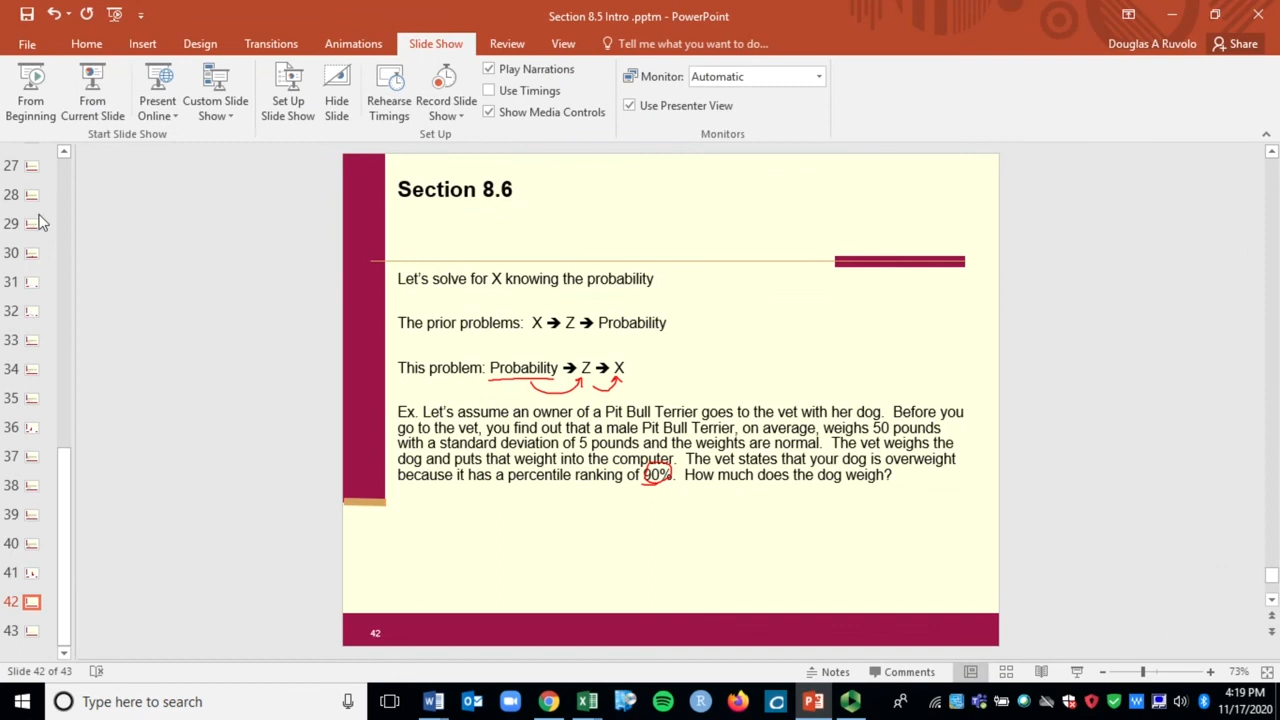 Section 8.5 Intro .pptm - PowerPoint
File Home Insert Design Transitions Animations Slide Show Review View Tell me what you want to do... Douglas A Ruvolo Share
From Beginning
From Current Slide
Present Online
Custom Slide Show
Set Up Slide Show
Hide Slide
Rehearse Timings
Record Slide Show
Play Narrations
Use Timings
Show Media Controls
Monitor: Automatic
Use Presenter View
Start Slide Show Set Up Monitors
27
28
29
30
31
32
33
34
35
36
37
38
39
40
41
42
43
Section 8.6
Let's solve for X knowing the probability
The prior problems: X ➔ Z ➔ Probability
This problem: Probability ➔ Z ➔ X
Ex. Let's assume an owner of a Pit Bull Terrier goes to the vet with her dog. Before you
go to the vet, you find out that a male Pit Bull Terrier, on average, weighs 50 pounds
with a standard deviation of 5 pounds and the weights are normal. The vet weighs the
dog and puts that weight into the computer. The vet states that your dog is overweight
because it has a percentile ranking of 90%. How much does the dog weigh?
42
Slide 42 of 43 Notes Comments 73%
Type here to search
4:19 PM
11/17/2020